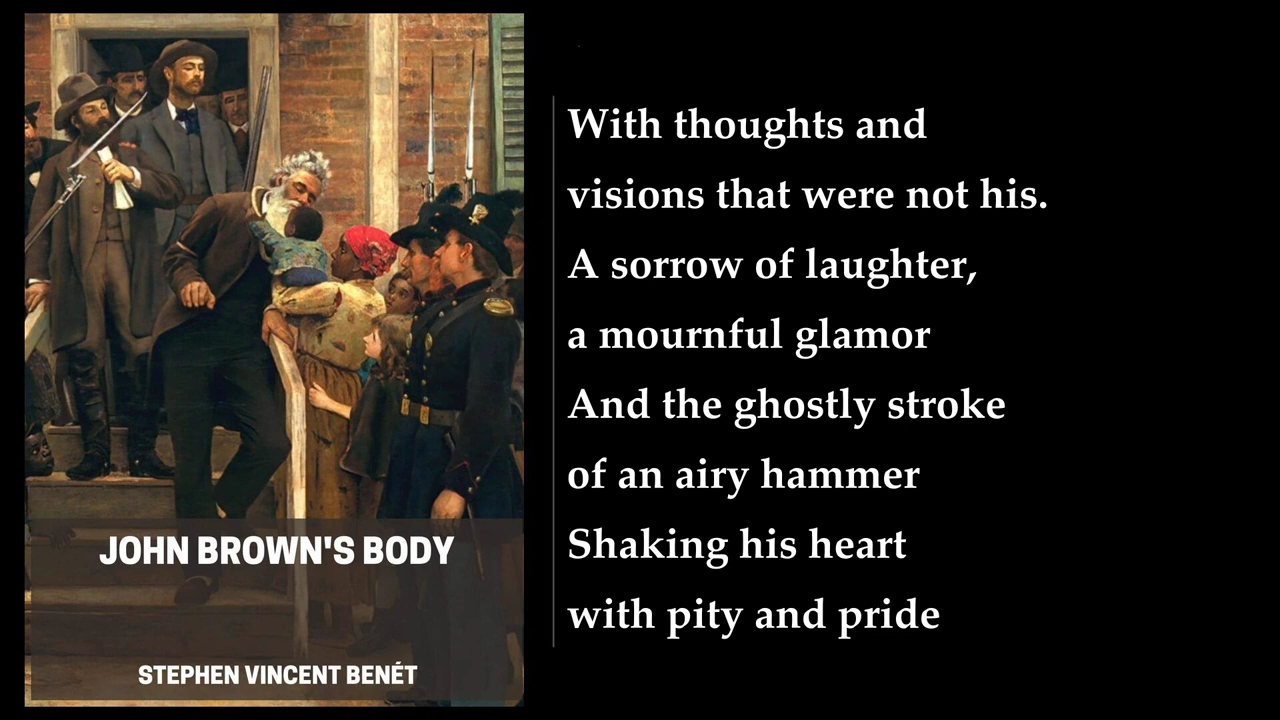 JOHN BROWN'S BODY
STEPHEN VINCENT BENÉT
With thoughts and
visions that were not his.
A sorrow of laughter,
a mournful glamor
And the ghostly stroke
of an airy hammer
Shaking his heart
with pity and pride